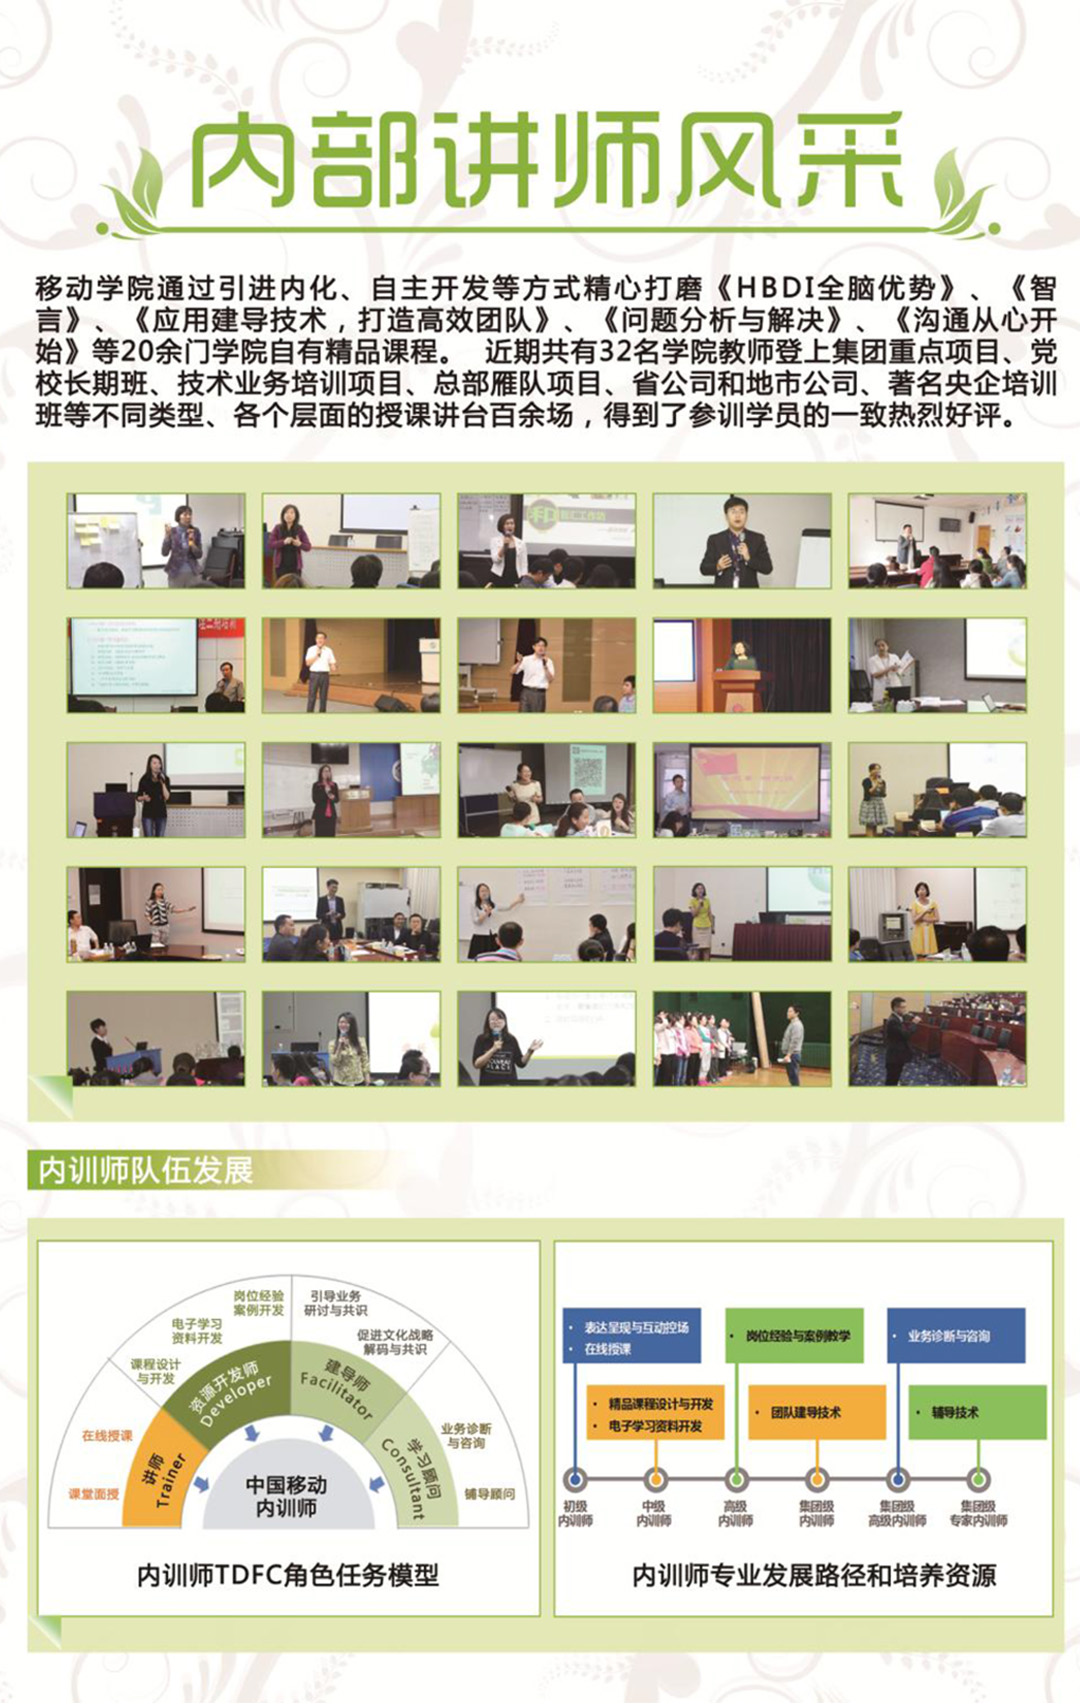 内部讲师风采
移动学院通过引进内化、自主开发等方式精心打磨《HBDI全脑优势》、《智
言》、《应用建导技术，打造高效团队》、《问题分析与解决》、《沟通从心开
始》等20余门学院自有精品课程。 近期共有32名学院教师登上集团重点项目、党
校长期班、技术业务培训项目、总部雁队项目、省公司和地市公司、著名央企培训
班等不同类型、各个层面的授课讲台百余场，得到了参训学员的一致热烈好评。
内训师队伍发展
岗位经验
案例开发
引导业务
研讨与共识
电子学习
资料开发
促进文化战略
解码与共识
课程设计
与开发
资源开发师
Developer
建导师
Facilitator
在线授课
业务诊断
与咨询
讲师
Trainer
学习顾问
Consultant
课堂面授
辅导顾问
中国移动
内训师
内训师TDFC角色任务模型
• 表达呈现与互动控场
• 在线授课
• 岗位经验与案例教学
• 业务诊断与咨询
• 精品课程设计与开发
• 电子学习资料开发
• 团队建导技术
• 辅导技术
初级
内训师
中级
内训师
高级
内训师
集团级
内训师
集团级
高级内训师
集团级
专家内训师
内训师专业发展路径和培养资源